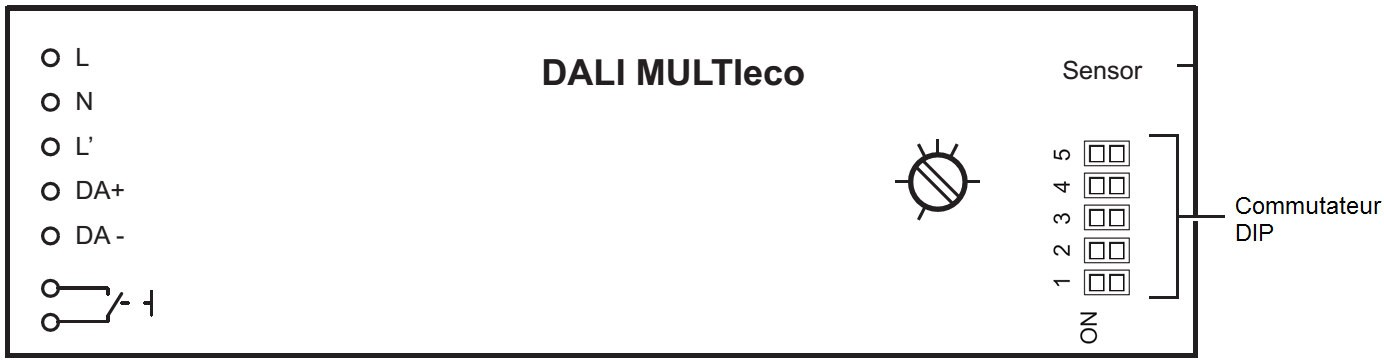 L
N
L’
DA+
DA -
DALI MULTIeco
Sensor
5
4
3
2
1
ON
Commutateur
DIP